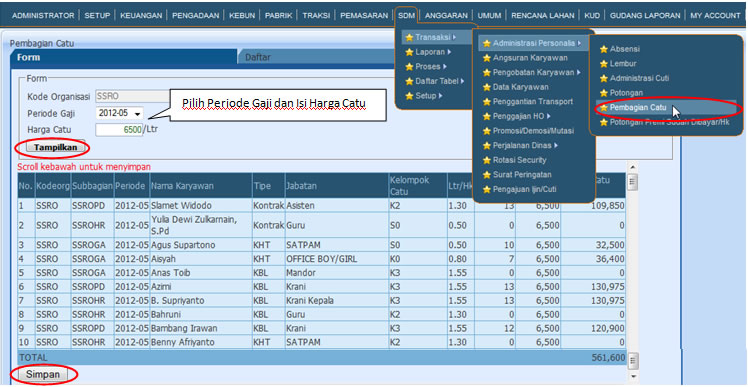 ADMINISTRATOR SETUP KEUANGAN PENGADAAN KEBUN PABRIK TRAKSI PEMASARAN SDM ANGGARAN UMUM RENCANA LAHAN KUD GUDANG LAPORAN MY ACCOUNT
Transaksi
Laporan
Proses
Daftar Tabel
Setup
Administrasi Personalia
Angsuran Karyawan
Pengobatan Karyawan
Data Karyawan
Penggantian Transport
Penggajian HO
Promosi/Demosi/Mutasi
Perjalanan Dinas
Rotasi Security
Surat Peringatan
Pengajuan Ijin/Cuti
Absensi
Lembur
Administrasi Cuti
Potongan
Pembagian Catu
Potongan Premi Sudah Dibayar/Hk
Pembagian Catu
Form Daftar
Form
Kode Organisasi SSRO
Periode Gaji 2012-05
Harga Catu 6500/Ltr
Pilih Periode Gaji dan Isi Harga Catu
Tampilkan
Scroll kebawah untuk menyimpan
No. Kodeorg Subbagian Periode Nama Karyawan Tipe Jabatan Kelompok Catu Ltr/Hk Catu
1 SSRO SSROPD 2012-05 Slamet Widodo Kontrak Asisten K2 1.30 13 6,500 109,850
2 SSRO SSROHR 2012-05 Yulia Dewi Zulkarnain, S.Pd Kontrak Guru S0 0.50 0 6,500 0
3 SSRO SSROGA 2012-05 Agus Supartono KHT SATPAM S0 0.50 10 6,500 32,500
4 SSRO SSROGA 2012-05 Aisyah KHT OFFICE BOY/GIRL K0 0.80 7 6,500 36,400
5 SSRO SSROGA 2012-05 Anas Toib KBL Mandor K3 1.55 0 6,500 0
6 SSRO SSROPD 2012-05 Azimi KBL Krani K3 1.55 13 6,500 130,975
7 SSRO SSROHR 2012-05 B. Supriyanto KBL Krani Kepala K3 1.55 13 6,500 130,975
8 SSRO SSROHR 2012-05 Bahruni KBL Guru K2 1.30 0 6,500 0
9 SSRO SSROPD 2012-05 Bambang Irawan KBL Krani K3 1.55 12 6,500 120,900
10 SSRO SSROHR 2012-05 Benny Afriyanto KHT SATPAM K2 1.30 0 6,500 0
TOTAL 561,600
Simpan